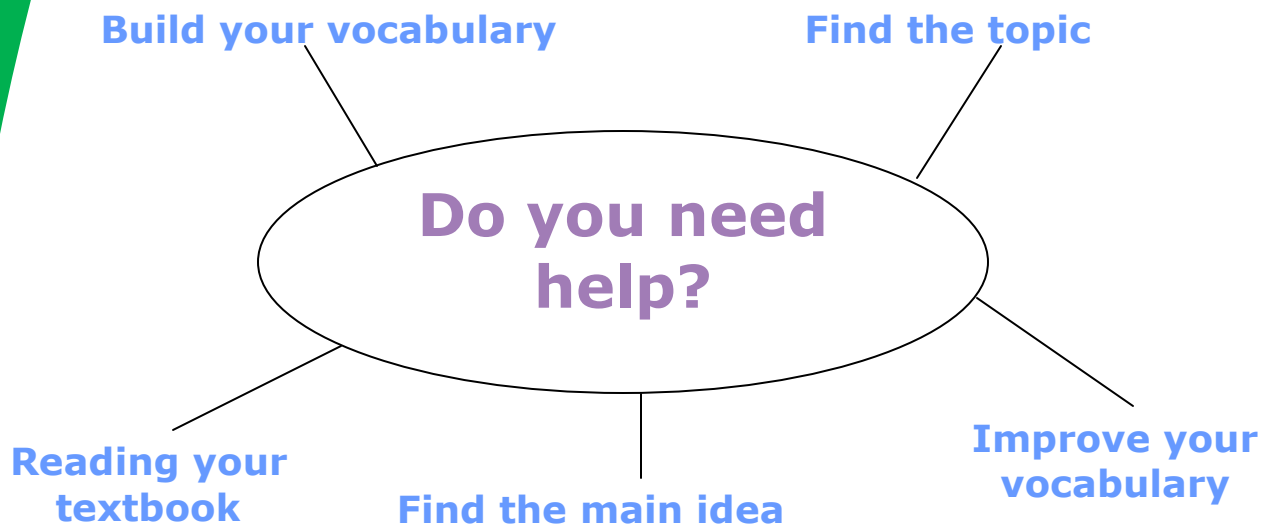 Build your vocabulary
Find the topic
Do you need
help?
Improve your
vocabulary
Reading your
textbook
Find the main idea